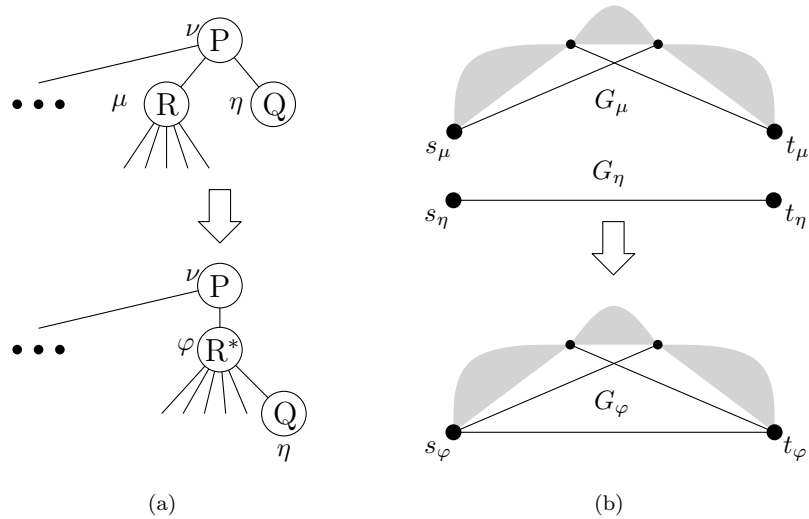 ν P
μ R η Q
ν P
φ R*
Q
η
(a)
G_μ
s_μ t_μ
G_η
s_η t_η
G_φ
s_φ t_φ
(b)